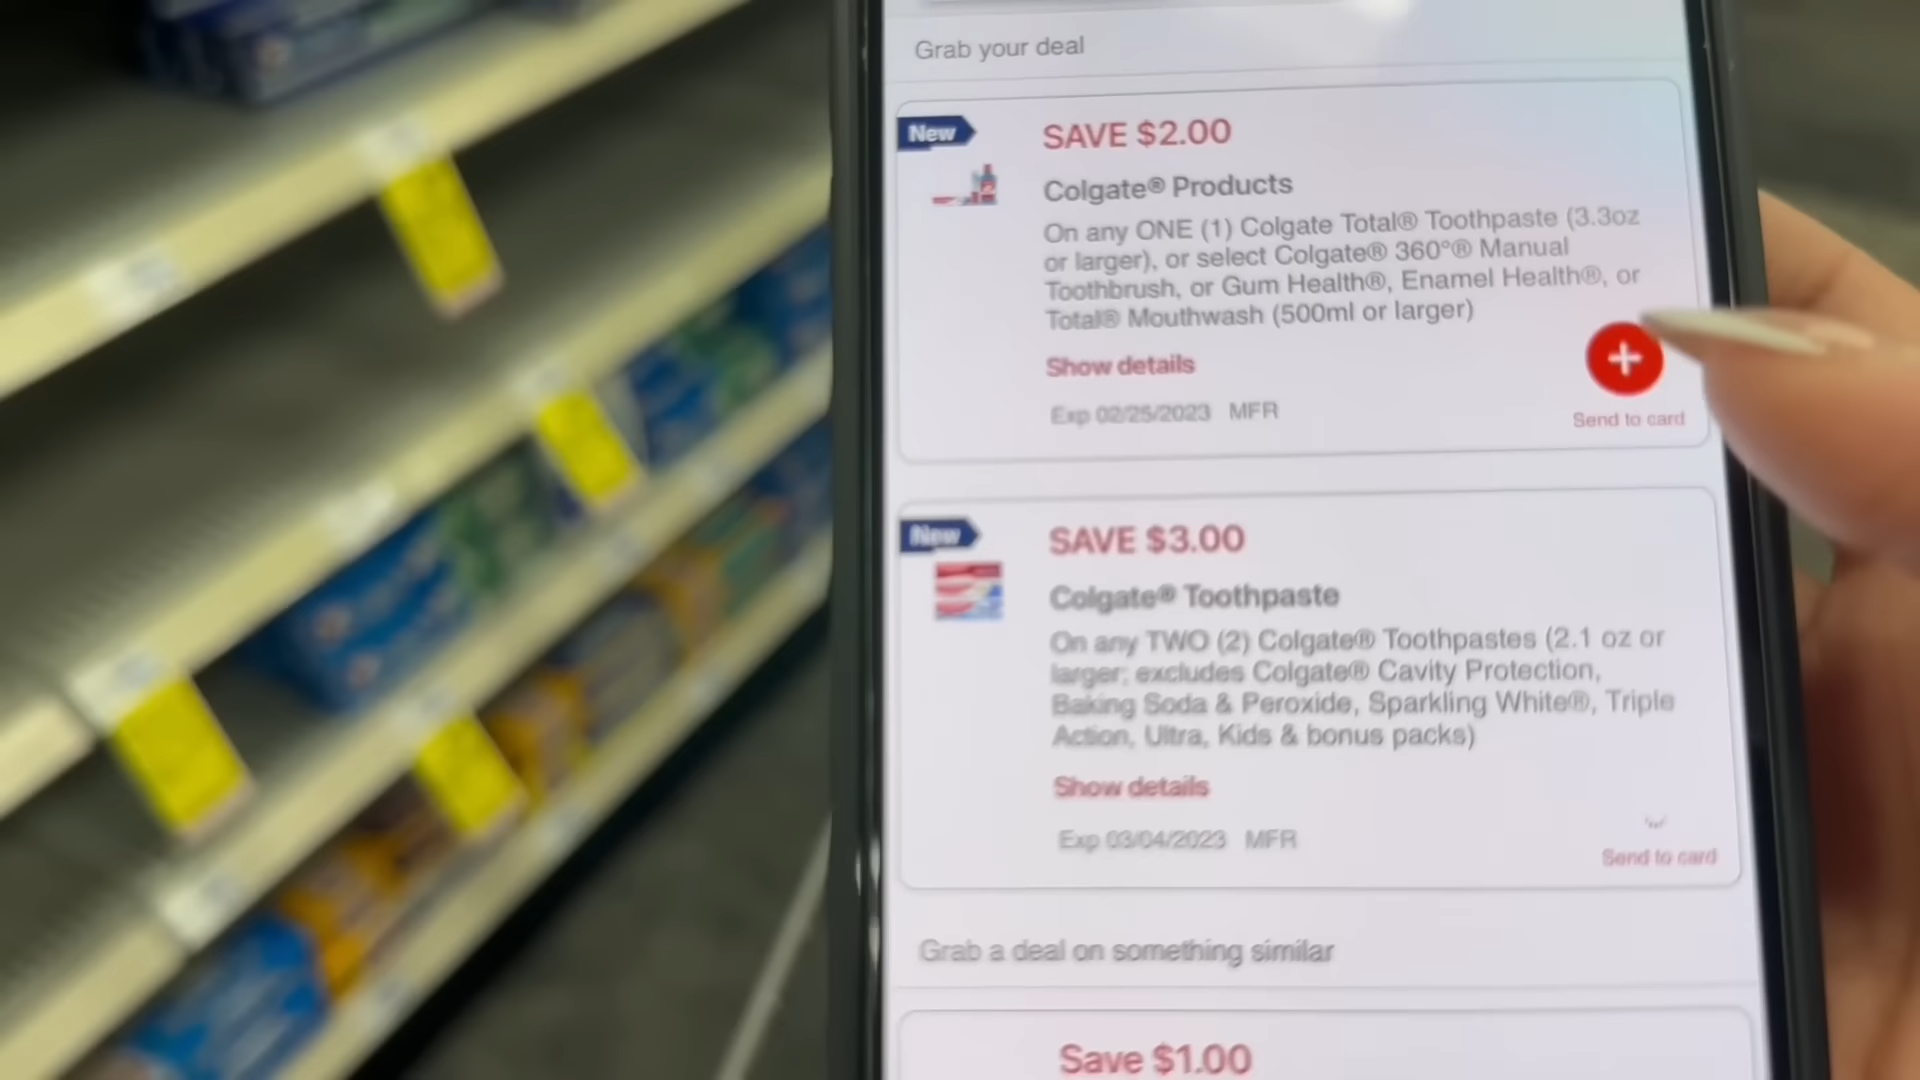 Grab your deal
New
SAVE $2.00
Colgate® Products
On any ONE (1) Colgate Total® Toothpaste (3.3oz
or larger), or select Colgate® 360°® Manual
Toothbrush, or Gum Health®, Enamel Health®, or
Total® Mouthwash (500ml or larger)
Show details
Exp 02/25/2023 MFR
Send to card
New
SAVE $3.00
Colgate® Toothpaste
On any TWO (2) Colgate® Toothpastes (2.1 oz or
larger; excludes Colgate® Cavity Protection,
Baking Soda & Peroxide, Sparkling White®, Triple
Action, Ultra, Kids & bonus packs)
Show details
Exp 03/04/2023 MFR
Send to card
Grab a deal on something similar
Save $1.00